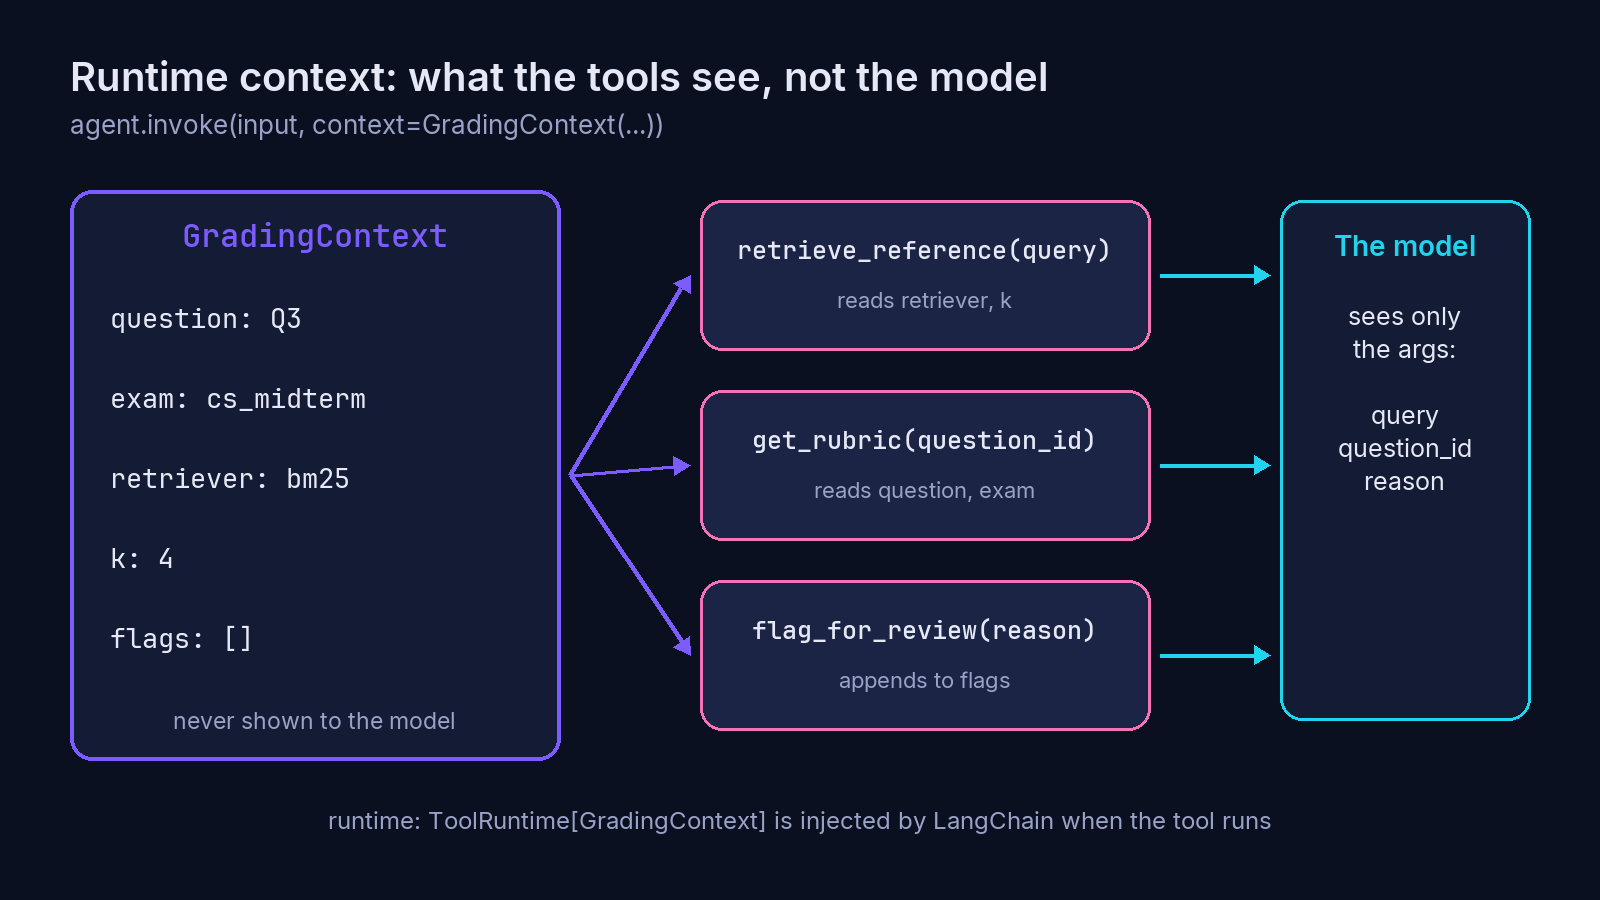 Runtime context: what the tools see, not the model
agent.invoke(input, context=GradingContext(...))
GradingContext
question: Q3
exam: cs_midterm
retriever: bm25
k: 4
flags: []
never shown to the model
retrieve_reference(query)
reads retriever, k
get_rubric(question_id)
reads question, exam
flag_for_review(reason)
appends to flags
The model
sees only
the args:
query
question_id
reason
runtime: ToolRuntime[GradingContext] is injected by LangChain when the tool runs